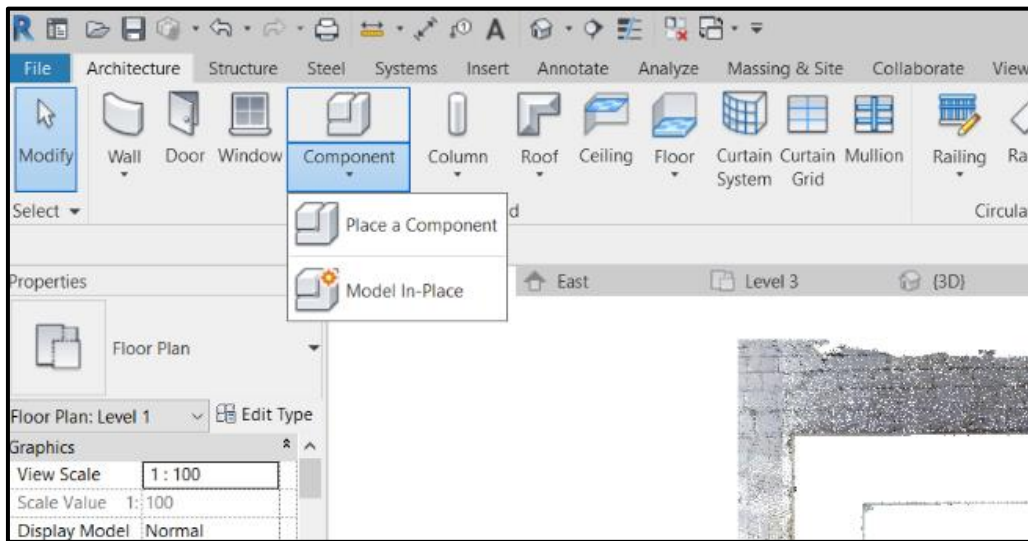 File Architecture Structure Steel Systems Insert Annotate Analyze Massing & Site Collaborate View
Modify Wall Door Window Component Column Roof Ceiling Floor Curtain System Curtain Grid Mullion Railing Ra
Select Circula
Place a Component
Model In-Place
Properties
East Level 3 {3D}
Floor Plan
Floor Plan: Level 1 Edit Type
Graphics
View Scale 1 : 100
Scale Value 1: 100
Display Model Normal